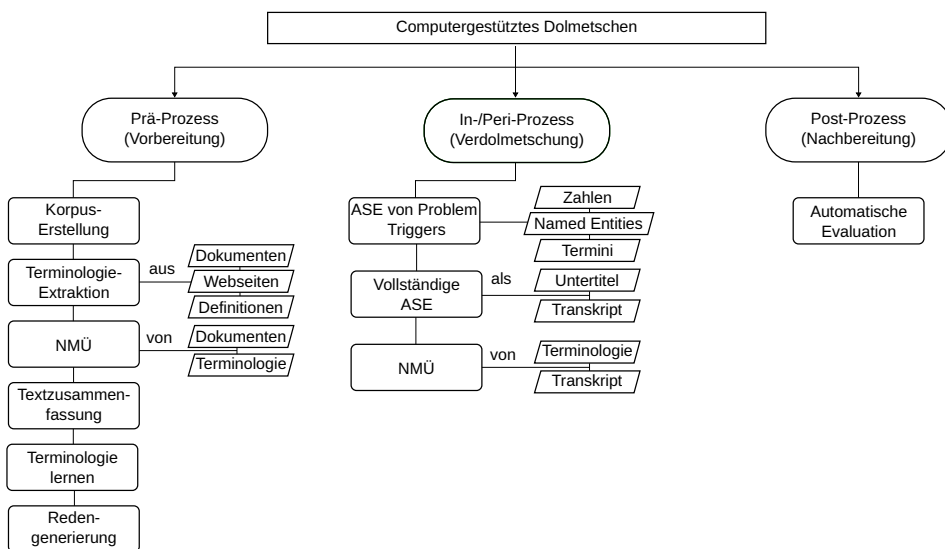 Computergestütztes Dolmetschen
Prä-Prozess
(Vorbereitung)
In-/Peri-Prozess
(Verdolmetschung)
Post-Prozess
(Nachbereitung)
Korpus-
Erstellung
Terminologie-
Extraktion
aus
Dokumenten
Webseiten
Definitionen
NMÜ
von
Dokumenten
Terminologie
Textzusammen-
fassung
Terminologie
lernen
Reden-
generierung
ASE von Problem
Triggers
Zahlen
Named Entities
Termini
Vollständige
ASE
als
Untertitel
Transkript
NMÜ
von
Terminologie
Transkript
Automatische
Evaluation